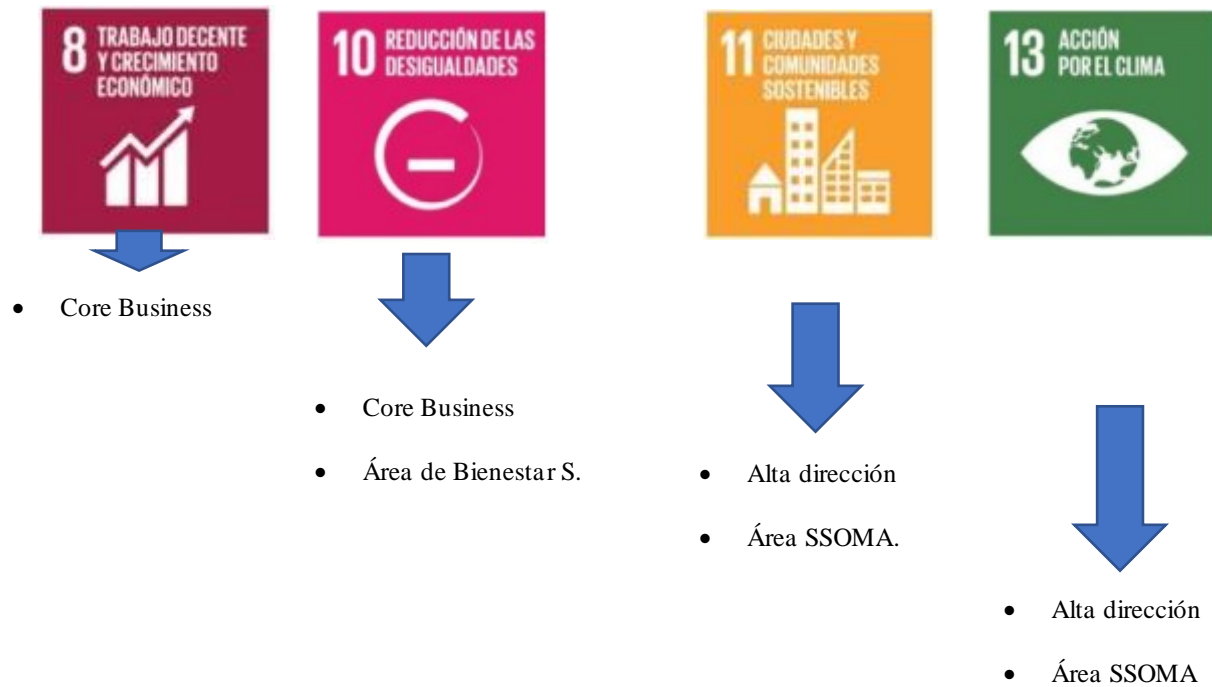 8 TRABAJO DECENTE
Y CRECIMIENTO
ECONÓMICO
10 REDUCCIÓN DE LAS
DESIGUALDADES
11 CIUDADES Y
COMUNIDADES
SOSTENIBLES
13 ACCIÓN
POR EL CLIMA
• Core Business
• Core Business
• Área de Bienestar S.
• Alta dirección
• Área SSOMA.
• Alta dirección
• Área SSOMA